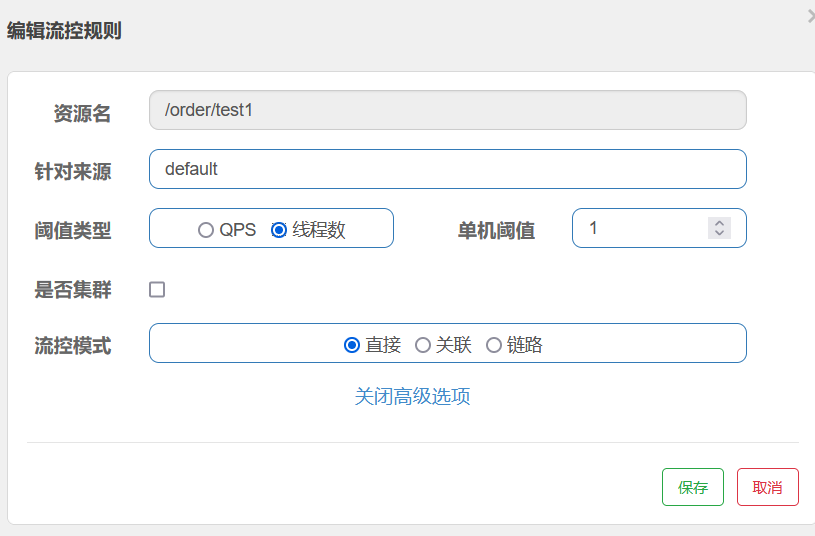 编辑流控规则
资源名 /order/test1
针对来源 default
阈值类型 QPS 线程数 单机阈值 1
是否集群
流控模式 直接 关联 链路
关闭高级选项
保存 取消